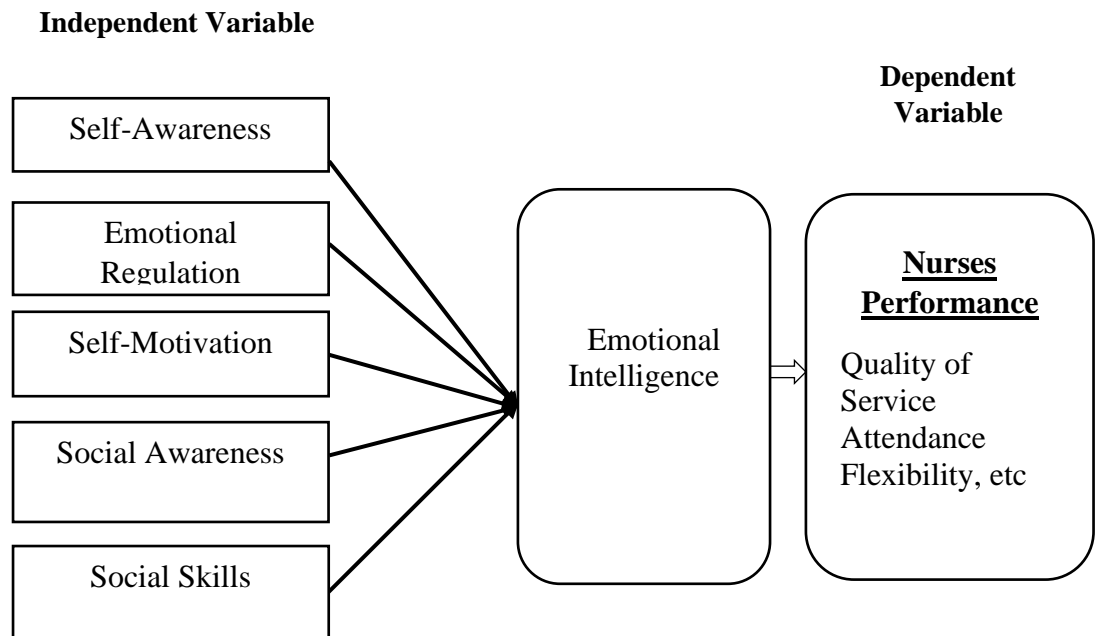 Independent Variable
Dependent
Variable
Self-Awareness
Emotional
Regulation
Self-Motivation
Social Awareness
Social Skills
Emotional
Intelligence
Nurses
Performance
Quality of
Service
Attendance
Flexibility, etc